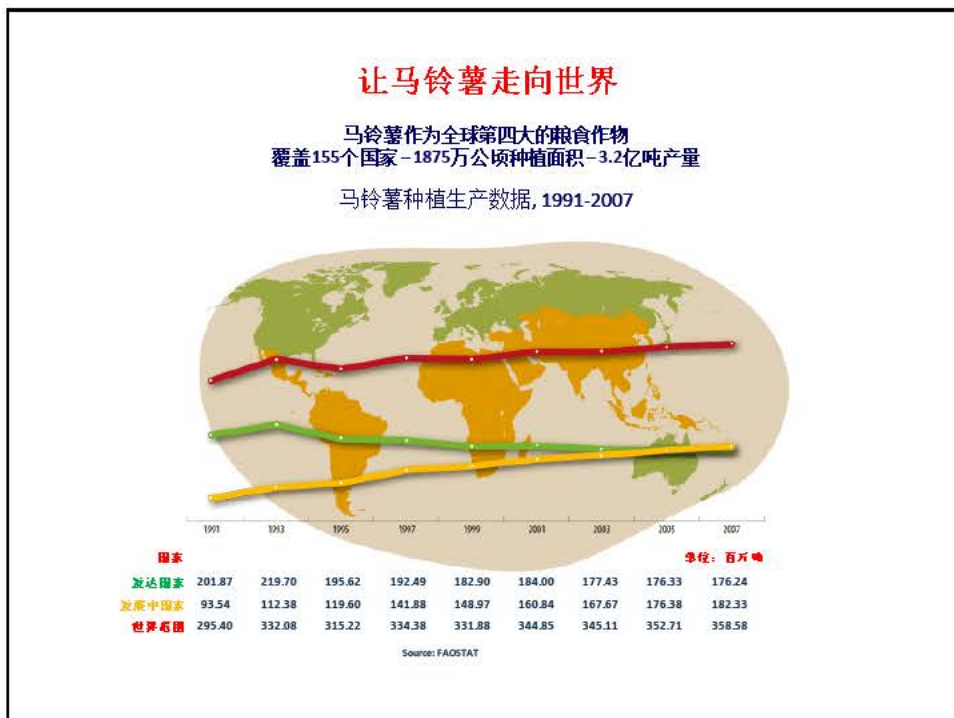 让马铃薯走向世界
马铃薯作为全球第四大的粮食作物
覆盖155个国家–1875万公顷种植面积–3.2亿吨产量
马铃薯种植生产数据, 1991-2007
1991 1993 1995 1997 1999 2001 2003 2005 2007
国家 单位：百万吨
发达国家 201.87 219.70 195.62 192.49 182.90 184.00 177.43 176.33 176.24
发展中国家 93.54 112.38 119.60 141.88 148.97 160.84 167.67 176.38 182.33
世界范围 295.40 332.08 315.22 334.38 331.88 344.85 345.11 352.71 358.58
Source: FAOSTAT